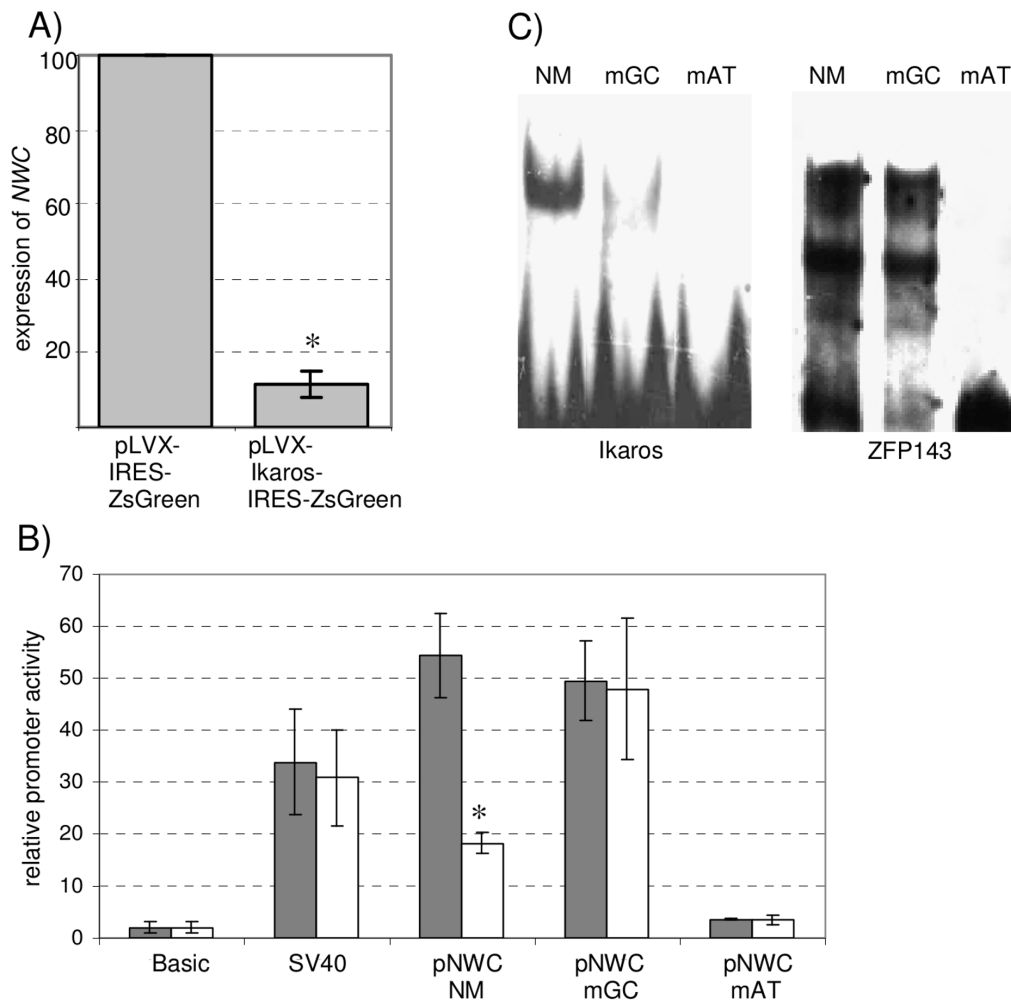 A)
expression of NWC
100
80
60
40
20
*
pLVX-
IRES-
ZsGreen
pLVX-
Ikaros-
IRES-ZsGreen
C)
NM mGC mAT
Ikaros
NM mGC mAT
ZFP143
B)
relative promoter activity
70
60
50
40
30
20
10
0
*
Basic
SV40
pNWC
NM
pNWC
mGC
pNWC
mAT